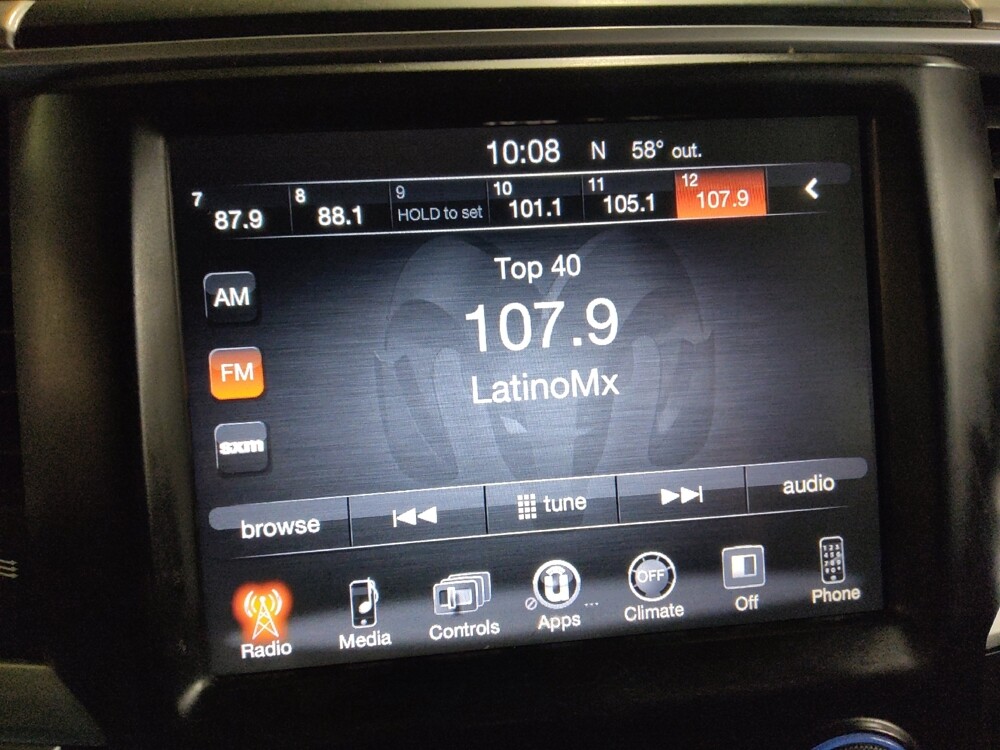 10:08 N 58° out.
7 87.9 8 88.1 9 HOLD to set 10 101.1 11 105.1 12 107.9
Top 40
AM
107.9
FM
LatinoMx
sxm
browse tune audio
OFF
Radio Media Controls Apps Climate Off Phone